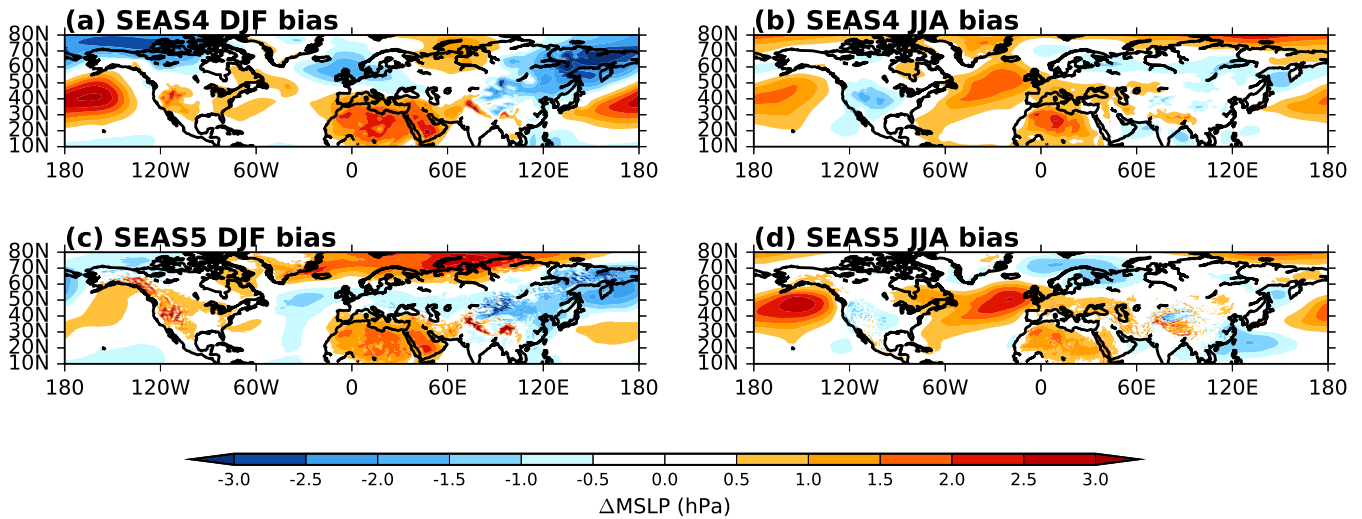 (a) SEAS4 DJF bias
80N
70N
60N
50N
40N
30N
20N
10N
180 120W 60W 0 60E 120E 180
(b) SEAS4 JJA bias
80N
70N
60N
50N
40N
30N
20N
10N
180 120W 60W 0 60E 120E 180
(c) SEAS5 DJF bias
80N
70N
60N
50N
40N
30N
20N
10N
180 120W 60W 0 60E 120E 180
(d) SEAS5 JJA bias
80N
70N
60N
50N
40N
30N
20N
10N
180 120W 60W 0 60E 120E 180
-3.0 -2.5 -2.0 -1.5 -1.0 -0.5 0.0 0.5 1.0 1.5 2.0 2.5 3.0
ΔMSLP (hPa)